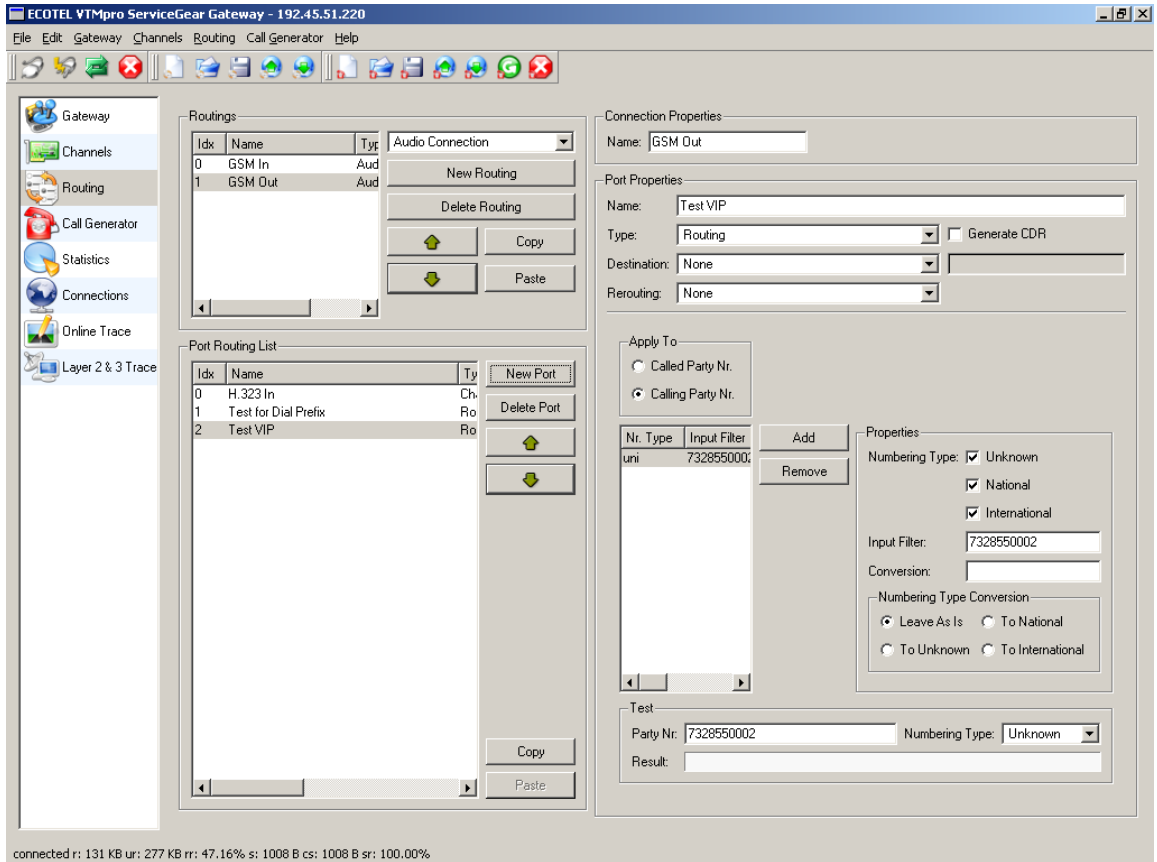 ECOTEL VTMpro ServiceGear Gateway - 192.45.51.220
File Edit Gateway Channels Routing Call Generator Help
Gateway
Channels
Routing
Call Generator
Statistics
Connections
Online Trace
Layer 2 & 3 Trace
Routings
Idx Name Typ
0 GSM In Aud
1 GSM Out Aud
Audio Connection
New Routing
Delete Routing
Copy
Paste
Port Routing List
Idx Name Ty
0 H.323 In Cha
1 Test for Dial Prefix Ro
2 Test VIP Ro
New Port
Delete Port
Copy
Paste
Connection Properties
Name: GSM Out
Port Properties
Name: Test VIP
Type: Routing Generate CDR
Destination: None
Rerouting: None
Apply To
Called Party Nr.
Calling Party Nr.
Nr. Type Input Filter
uni 7328550002
Add
Remove
Properties
Numbering Type: Unknown
National
International
Input Filter: 7328550002
Conversion:
Numbering Type Conversion
Leave As Is To National
To Unknown To International
Test
Party Nr: 7328550002 Numbering Type: Unknown
Result:
connected r: 131 KB ur: 277 KB rr: 47.16% s: 1008 B cs: 1008 B sr: 100.00%